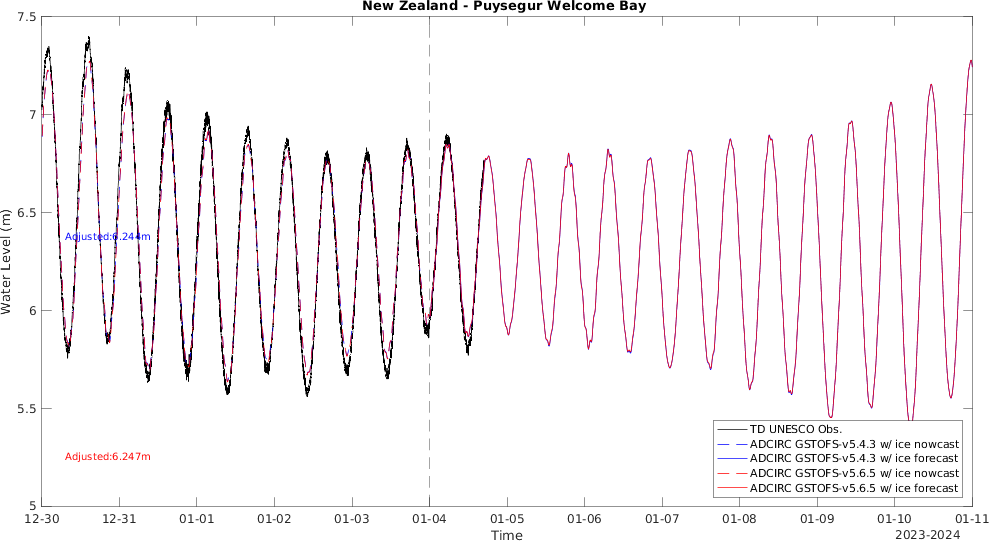 New Zealand - Puysegur Welcome Bay
7.5
7
6.5
6
5.5
5
Water Level (m)
Adjusted:6.244m
Adjusted:6.247m
TD UNESCO Obs.
ADCIRC GSTOFS-v5.4.3 w/ ice nowcast
ADCIRC GSTOFS-v5.4.3 w/ ice forecast
ADCIRC GSTOFS-v5.6.5 w/ ice nowcast
ADCIRC GSTOFS-v5.6.5 w/ ice forecast
12-30 12-31 01-01 01-02 01-03 01-04 01-05 01-06 01-07 01-08 01-09 01-10 01-11
Time
2023-2024